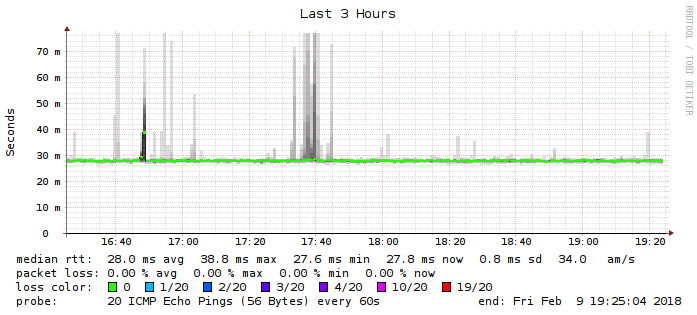 Last 3 Hours
RRDTOOL / TOBI OETIKER
Seconds
70 m
60 m
50 m
40 m
30 m
20 m
10 m
0
16:40 17:00 17:20 17:40 18:00 18:20 18:40 19:00 19:20
median rtt: 28.0 ms avg 38.8 ms max 27.6 ms min 27.8 ms now 0.8 ms sd 34.0 am/s
packet loss: 0.00 % avg 0.00 % max 0.00 % min 0.00 % now
loss color: 0 1/20 2/20 3/20 4/20 10/20 19/20
probe: 20 ICMP Echo Pings (56 Bytes) every 60s end: Fri Feb 9 19:25:04 2018